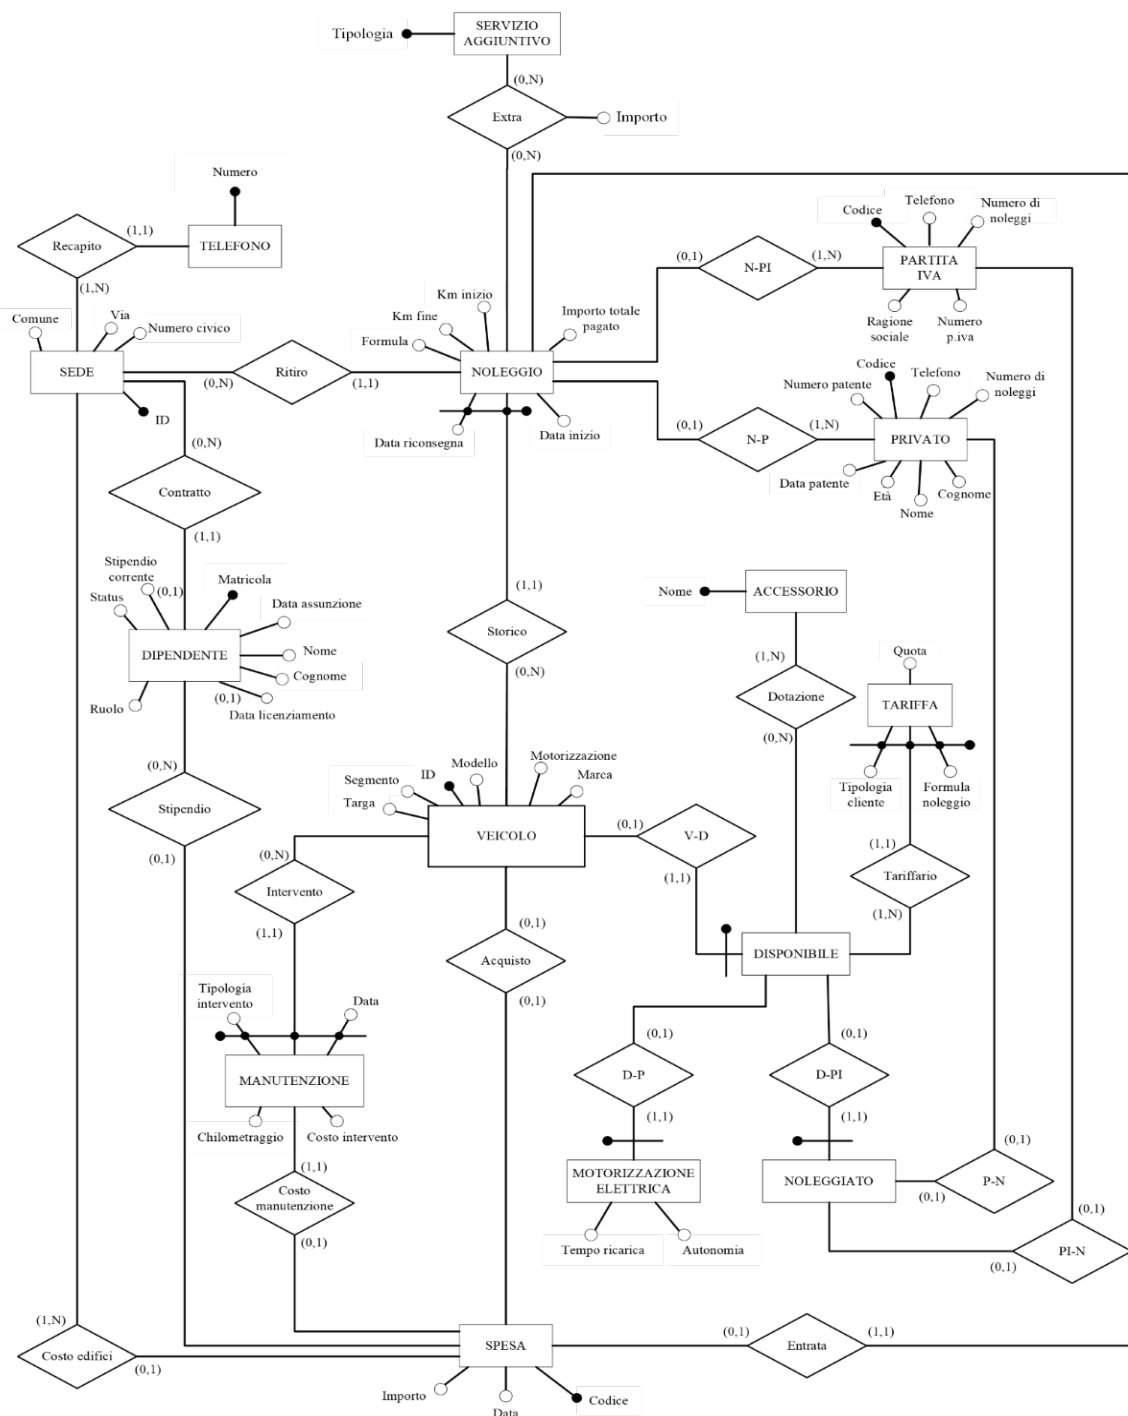 SERVIZIO
AGGIUNTIVO
Tipologia
(0,N)
Extra
Importo
(0,N)
Numero
TELEFONO
(1,1)
Recapito
(1,N)
Codice
Telefono
Numero di
noleggi
PARTITA
IVA
(1,N)
N-PI
(0,1)
Ragione
sociale
Numero
p.iva
Comune
Via
Numero civico
SEDE
ID
(0,N)
Ritiro
(1,1)
Formula
Km fine
Km inizio
Importo totale
pagato
NOLEGGIO
Data riconsegna
Data inizio
(0,1)
N-P
(1,N)
Numero patente
Codice
Telefono
Numero di
noleggi
PRIVATO
Data patente
Età
Nome
Cognome
(0,N)
Contratto
(1,1)
Stipendio
corrente
(0,1)
Status
Matricola
Data assunzione
DIPENDENTE
Nome
Cognome
(0,1)
Data licenziamento
Ruolo
(1,1)
Storico
(0,N)
Nome
ACCESSORIO
(1,N)
Dotazione
(0,N)
Quota
TARIFFA
Tipologia
cliente
Formula
noleggio
(1,1)
Tariffario
(1,N)
(0,N)
Stipendio
(0,1)
Targa
Segmento
ID
Modello
Motorizzazione
Marca
VEICOLO
(0,1)
V-D
(1,1)
DISPONIBILE
(0,N)
Intervento
(1,1)
(0,1)
Acquisto
(0,1)
Tipologia
intervento
Data
MANUTENZIONE
Chilometraggio
Costo intervento
(0,1)
D-P
(1,1)
(0,1)
D-PI
(1,1)
MOTORIZZAZIONE
ELETTRICA
Tempo ricarica
Autonomia
NOLEGGIATO
(0,1)
P-N
(0,1)
(0,1)
PI-N
(0,1)
(1,1)
Costo
manutenzione
(0,1)
(1,N)
Costo edifici
(0,1)
SPESA
Importo
Data
Codice
(0,1)
Entrata
(1,1)